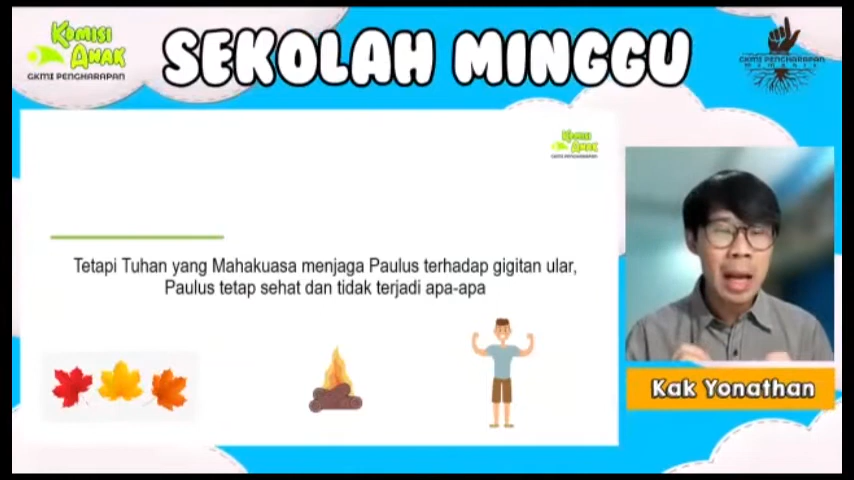 KOMISI
ANAK
GKMI PENGHARAPAN
SEKOLAH MINGGU
GKMI PENGHARAPAN
KOMISI
ANAK
GKMI PENGHARAPAN
Tetapi Tuhan yang Mahakuasa menjaga Paulus terhadap gigitan ular,
Paulus tetap sehat dan tidak terjadi apa-apa
Kak Yonathan